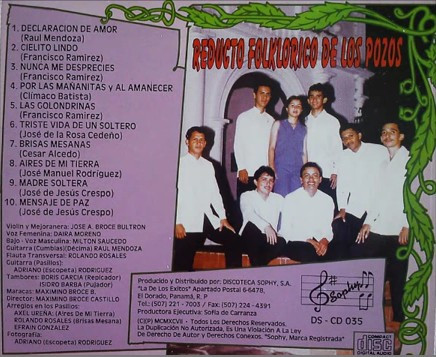 REDUCTO FOLKLORICO DE LOS POZOS
1. DECLARACION DE AMOR
(Raul Mendoza)
2. CIELITO LINDO
(Francisco Ramirez)
3. NUNCA ME DESPRECIES
(Francisco Ramirez)
4. POR LAS MAÑANITAS y AL AMANECER
(Clímaco Batista)
5. LAS GOLONDRINAS
(Francisco Ramirez)
6. TRISTE VIDA DE UN SOLTERO
(José de la Rosa Cedeño)
7. BRISAS MESANAS
(Cesar Alcedo)
8. AIRES DE MI TIERRA
(José Manuel Rodríguez)
9. MADRE SOLTERA
(José de Jesús Crespo)
10. MENSAJE DE PAZ
(José de Jesús Crespo)
Violin y Mejoranera: JOSE A. BROCE BULTRON
Voz Femenina: DAIRA MORENO
Bajo - Voz Masculina: MILTON SAUCEDO
Guitarra (Cumbias)(Décima) RAUL MENDOZA
Flauta Transversal: ROLANDO ROSALES
Guitarra (Pasillos):
ADRIANO (Escopeta) RODRIGUEZ
Tambores: BORIS GARCIA (Repicador)
ISIDRO BARBA (Pujador)
Maracas: MAXIMINO BROCE B.
Director: MAXIMINO BROCE CASTILLO
Arreglos en los Pasillos:
AXEL UREÑA: (Aires de Mi Tierra)
ROLANDO ROSALES (Brisas Mesana)
EFRAN GONZALEZ
Fotografía:
ADRIANO (Escopeta) RODRIGUEZ
Producido y Distribuido por: DISCOTECA SOPHY, S.A.
"La De Los Exitos" Apartado Postal 6-6478,
El Dorado, Panamá, R. P
Tel.: (507) 221 - 7003 / Fax: (507) 224 - 4391
Productora Ejecutiva: Sofía de Carranza
(C)(P) MCMXCVII - Todos Los Derechos Reservados.
La Duplicación No Autorizada, Es Una Violación A La Ley
De Derecho de Autor y Derechos Conexos. "Sophy, Marca Registrada".
sophy
DS - CD 035
COMPACT
disc
DIGITAL AUDIO